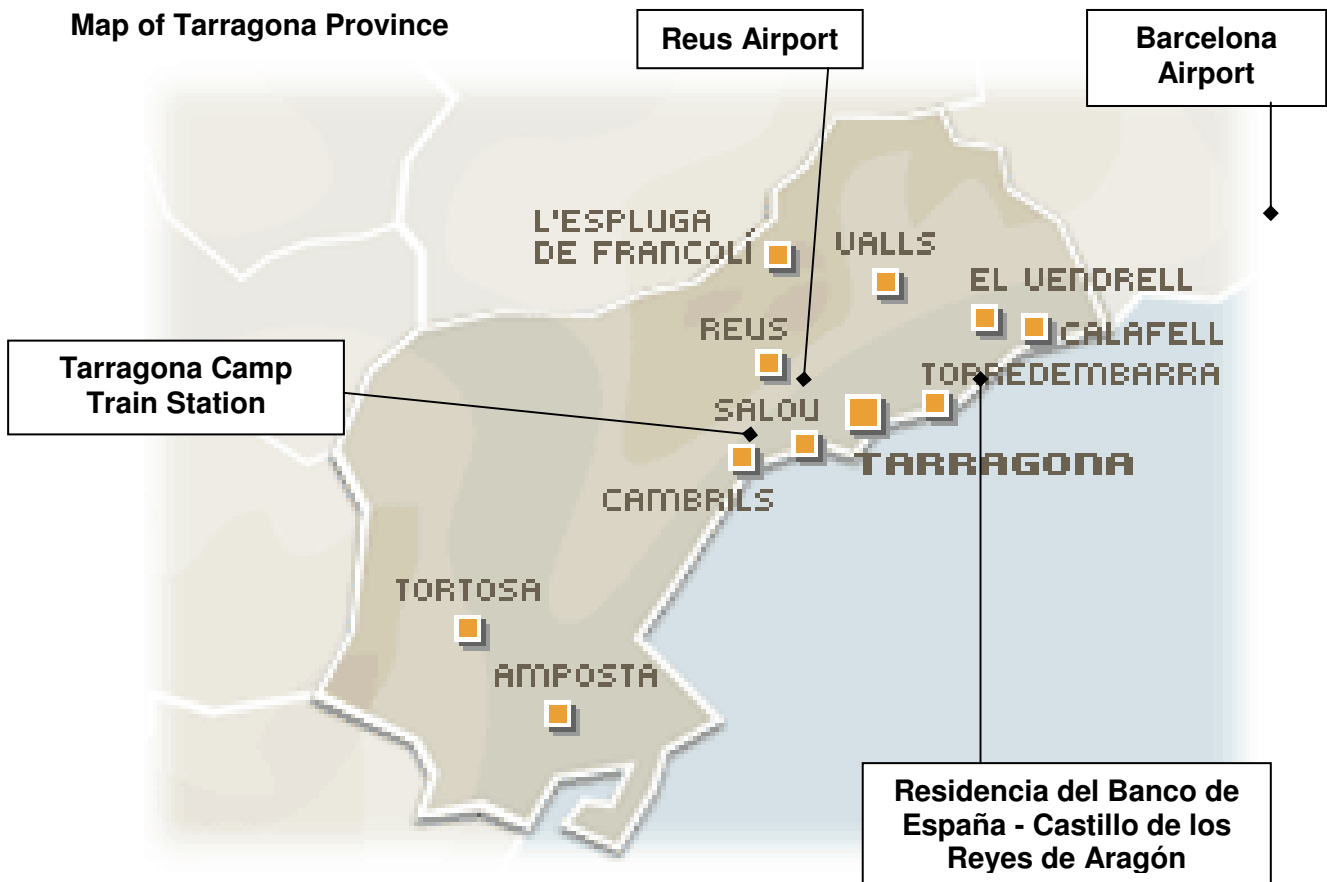 Map of Tarragona Province
Reus Airport
Barcelona
Airport
L'ESPLUGA
DE FRANCOLÍ
VALLS
EL VENDRELL
REUS
CALAFELL
Tarragona Camp
Train Station
TORREDEMBARRA
SALOU
TARRAGONA
CAMBRILS
TORTOSA
AMPOSTA
Residencia del Banco de
España - Castillo de los
Reyes de Aragón